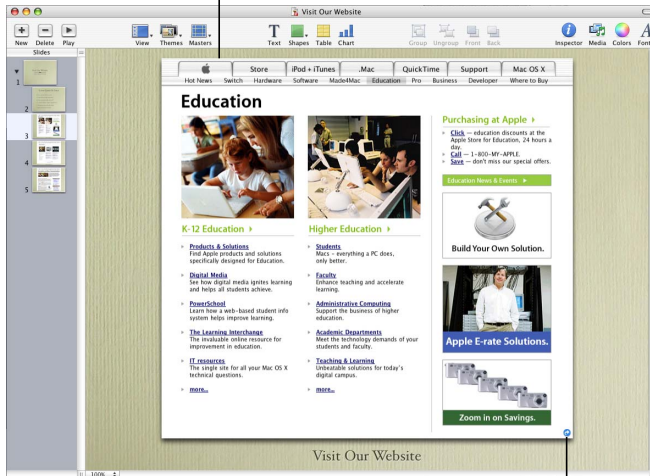 Visit Our Website
New Delete Play View Themes Masters Text Shapes Table Chart Group Ungroup Front Back Inspector Media Colors
Slides
1
2
3
4
5
Store iPod + iTunes .Mac QuickTime Support Mac OS X
Hot News Switch Hardware Software Made4Mac Education Pro Business Developer Where to Buy
Education
K-12 Education
Products & Solutions
Find Apple products and solutions
specifically designed for Education.
Digital Media
See how digital media ignites learning
and helps all students achieve.
PowerSchool
Learn how a web-based student info
system helps improve learning.
The Learning Interchange
The invaluable online resource for
improvement in education.
IT resources
The single site for all your Mac OS X
technical questions.
more...
Higher Education
Students
Macs – everything a PC does,
only better.
Faculty
Enhance teaching and accelerate
learning.
Administrative Computing
Support the business of higher
education.
Academic Departments
Meet the technology demands of your
students and faculty.
Teaching & Learning
Unbeatable solutions for today's
digital campus.
more...
Purchasing at Apple
Click — education discounts at the
Apple Store for Education, 24 hours a
day.
Call — 1-800-MY-APPLE.
Save — don't miss our special offers.
Education News & Events
Build Your Own Solution.
Apple E-rate Solutions.
Zoom in on Savings.
Visit Our Website
100%